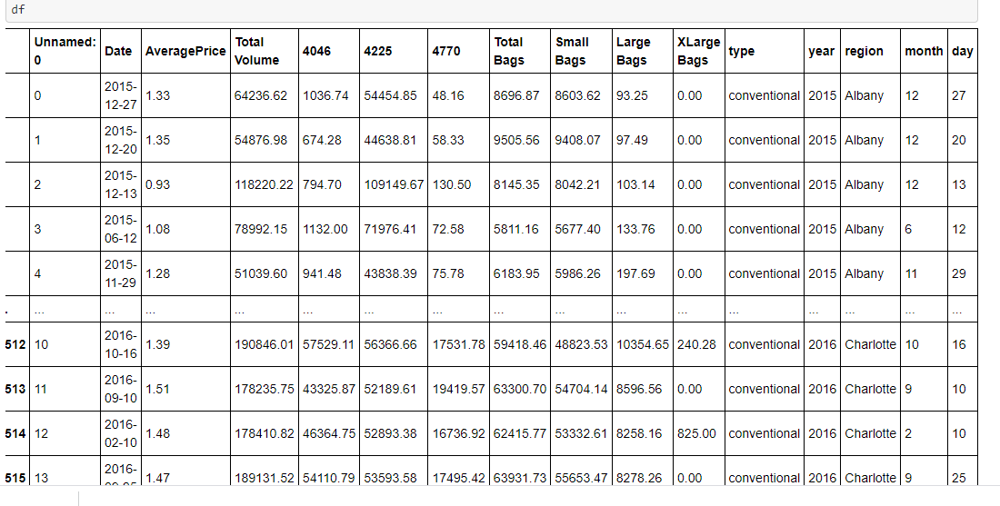 df
Unnamed: 0 Date AveragePrice Total Volume 4046 4225 4770 Total Bags Small Bags Large Bags XLarge Bags type year region month day
0 2015-12-27 1.33 64236.62 1036.74 54454.85 48.16 8696.87 8603.62 93.25 0.00 conventional 2015 Albany 12 27
1 2015-12-20 1.35 54876.98 674.28 44638.81 58.33 9505.56 9408.07 97.49 0.00 conventional 2015 Albany 12 20
2 2015-12-13 0.93 118220.22 794.70 109149.67 130.50 8145.35 8042.21 103.14 0.00 conventional 2015 Albany 12 13
3 2015-06-12 1.08 78992.15 1132.00 71976.41 72.58 5811.16 5677.40 133.76 0.00 conventional 2015 Albany 6 12
4 2015-11-29 1.28 51039.60 941.48 43838.39 75.78 6183.95 5986.26 197.69 0.00 conventional 2015 Albany 11 29
. ... ... ... ... ... ... ... ... ... ... ... ... ... ... ... ...
512 10 2016-10-16 1.39 190846.01 57529.11 56366.66 17531.78 59418.46 48823.53 10354.65 240.28 conventional 2016 Charlotte 10 16
513 11 2016-09-10 1.51 178235.75 43325.87 52189.61 19419.57 63300.70 54704.14 8596.56 0.00 conventional 2016 Charlotte 9 10
514 12 2016-02-10 1.48 178410.82 46364.75 52893.38 16736.92 62415.77 53332.61 8258.16 825.00 conventional 2016 Charlotte 2 10
515 13 2016- 1.47 189131.52 54110.79 53593.58 17495.42 63931.73 55653.47 8278.26 0.00 conventional 2016 Charlotte 9 25